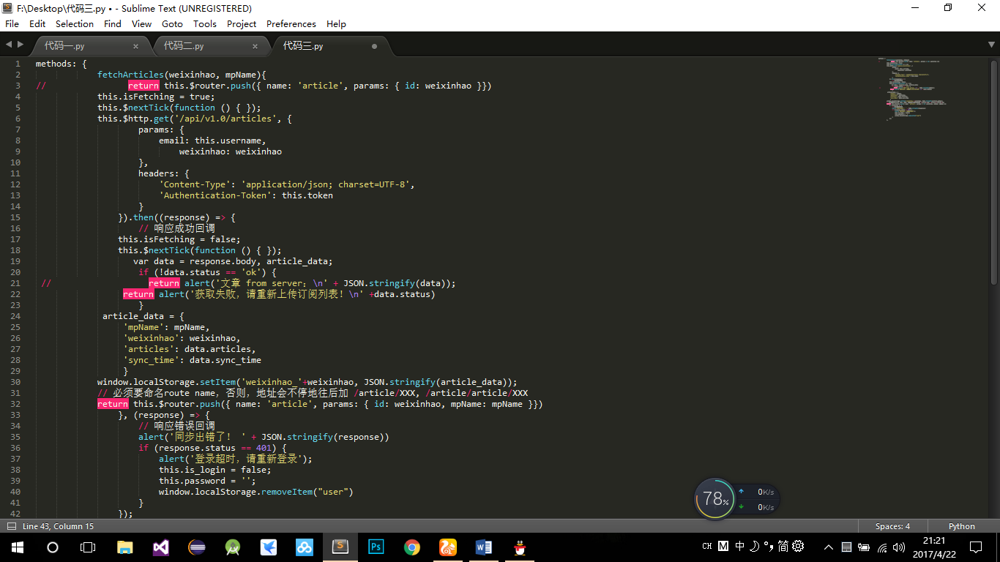 F:\Desktop\代码三.py • - Sublime Text (UNREGISTERED)
File Edit Selection Find View Goto Tools Project Preferences Help
代码一.py × 代码二.py × 代码三.py
1 methods: {
2 fetchArticles(weixinhao, mpName){
3 // return this.$router.push({ name: 'article', params: { id: weixinhao }})
4 this.isFetching = true;
5 this.$nextTick(function () { });
6 this.$http.get('/api/v1.0/articles', {
7 params: {
8 email: this.username,
9 weixinhao: weixinhao
10 },
11 headers: {
12 'Content-Type': 'application/json; charset=UTF-8',
13 'Authentication-Token': this.token
14 }
15 }).then((response) => {
16 // 响应成功回调
17 this.isFetching = false;
18 this.$nextTick(function () { });
19 var data = response.body, article_data;
20 if (!data.status == 'ok') {
21 // return alert('文章 from server：\n' + JSON.stringify(data));
22 return alert('获取失败，请重新上传订阅列表！\n' +data.status)
23 }
24 article_data = {
25 'mpName': mpName,
26 'weixinhao': weixinhao,
27 'articles': data.articles,
28 'sync_time': data.sync_time
29 }
30 window.localStorage.setItem('weixinhao_'+weixinhao, JSON.stringify(article_data));
31 // 必须要命名route name，否则，地址会不停地往后加 /article/XXX, /article/article/XXX
32 return this.$router.push({ name: 'article', params: { id: weixinhao, mpName: mpName }})
33 }, (response) => {
34 // 响应错误回调
35 alert('同步出错了！ ' + JSON.stringify(response))
36 if (response.status == 401) {
37 alert('登录超时，请重新登录');
38 this.is_login = false;
39 this.password = '';
40 window.localStorage.removeItem("user")
41 }
42 });
78% 0K/s
0K/s
Line 43, Column 15 Spaces: 4 Python
CH M 中 简 21:21
2017/4/22